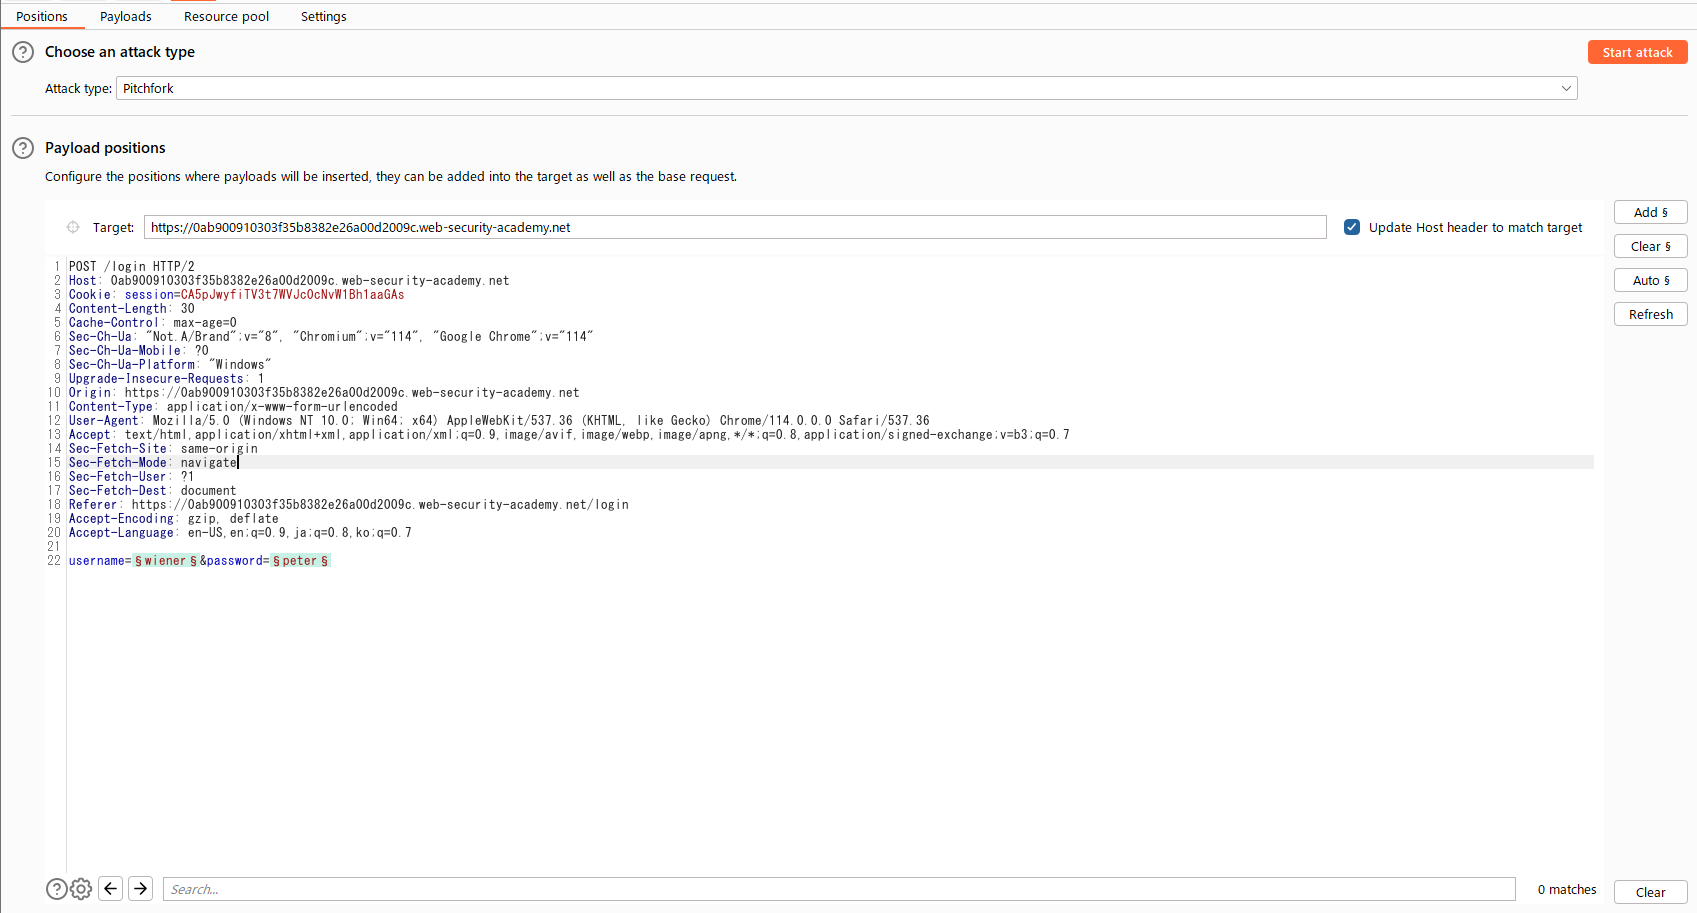 Positions Payloads Resource pool Settings
Choose an attack type
Start attack
Attack type: Pitchfork
Payload positions
Configure the positions where payloads will be inserted, they can be added into the target as well as the base request.
Target: https://0ab900910303f35b8382e26a00d2009c.web-security-academy.net
Update Host header to match target
Add §
Clear §
Auto §
Refresh
1 POST /login HTTP/2
2 Host: 0ab900910303f35b8382e26a00d2009c.web-security-academy.net
3 Cookie: session=CA5pJwyfiTV3t7WVJcOcNvW1Bh1aaGAs
4 Content-Length: 30
5 Cache-Control: max-age=0
6 Sec-Ch-Ua: "Not.A/Brand";v="8", "Chromium";v="114", "Google Chrome";v="114"
7 Sec-Ch-Ua-Mobile: ?0
8 Sec-Ch-Ua-Platform: "Windows"
9 Upgrade-Insecure-Requests: 1
10 Origin: https://0ab900910303f35b8382e26a00d2009c.web-security-academy.net
11 Content-Type: application/x-www-form-urlencoded
12 User-Agent: Mozilla/5.0 (Windows NT 10.0; Win64; x64) AppleWebKit/537.36 (KHTML, like Gecko) Chrome/114.0.0.0 Safari/537.36
13 Accept: text/html,application/xhtml+xml,application/xml;q=0.9,image/avif,image/webp,image/apng,*/*;q=0.8,application/signed-exchange;v=b3;q=0.7
14 Sec-Fetch-Site: same-origin
15 Sec-Fetch-Mode: navigate
16 Sec-Fetch-User: ?1
17 Sec-Fetch-Dest: document
18 Referer: https://0ab900910303f35b8382e26a00d2009c.web-security-academy.net/login
19 Accept-Encoding: gzip, deflate
20 Accept-Language: en-US,en;q=0.9,ja;q=0.8,ko;q=0.7
21
22 username=§wiener§&password=§peter§
Search...
0 matches
Clear